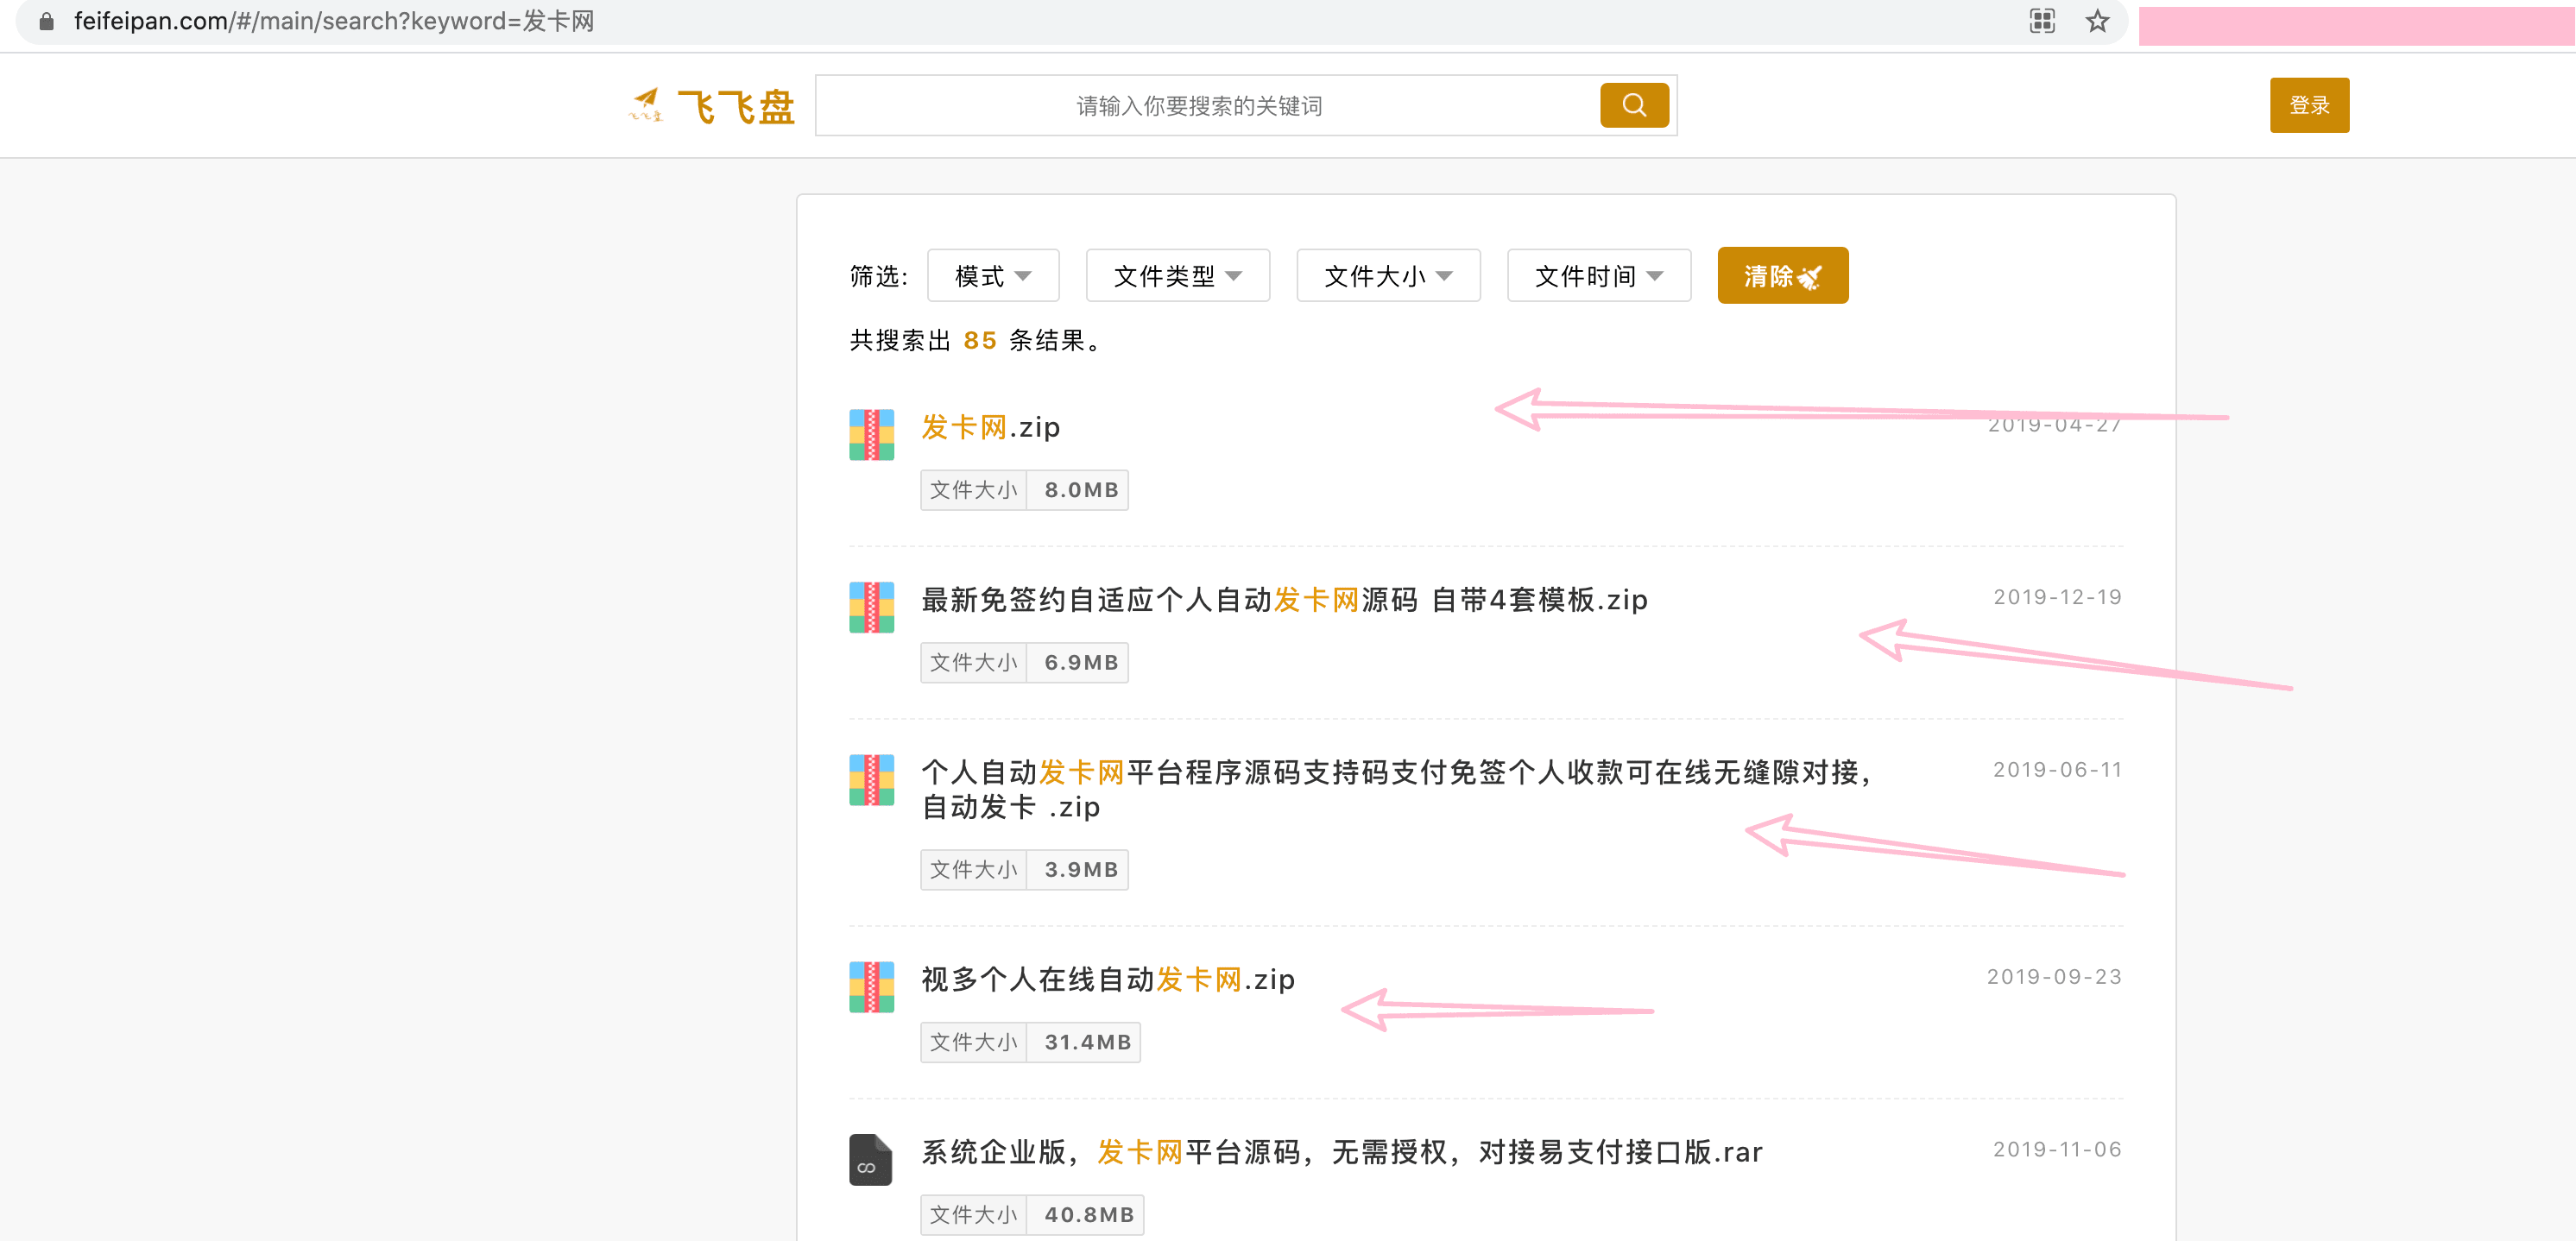 feifeipan.com/#/main/search?keyword=发卡网
飞飞盘
请输入你要搜索的关键词
登录
筛选:
模式
文件类型
文件大小
文件时间
清除
共搜索出 85 条结果。
发卡网.zip
2019-04-27
文件大小 8.0MB
最新免签约自适应个人自动发卡网源码 自带4套模板.zip
2019-12-19
文件大小 6.9MB
个人自动发卡网平台程序源码支持码支付免签个人收款可在线无缝隙对接，
自动发卡 .zip
2019-06-11
文件大小 3.9MB
视多个人在线自动发卡网.zip
2019-09-23
文件大小 31.4MB
系统企业版，发卡网平台源码，无需授权，对接易支付接口版.rar
2019-11-06
文件大小 40.8MB